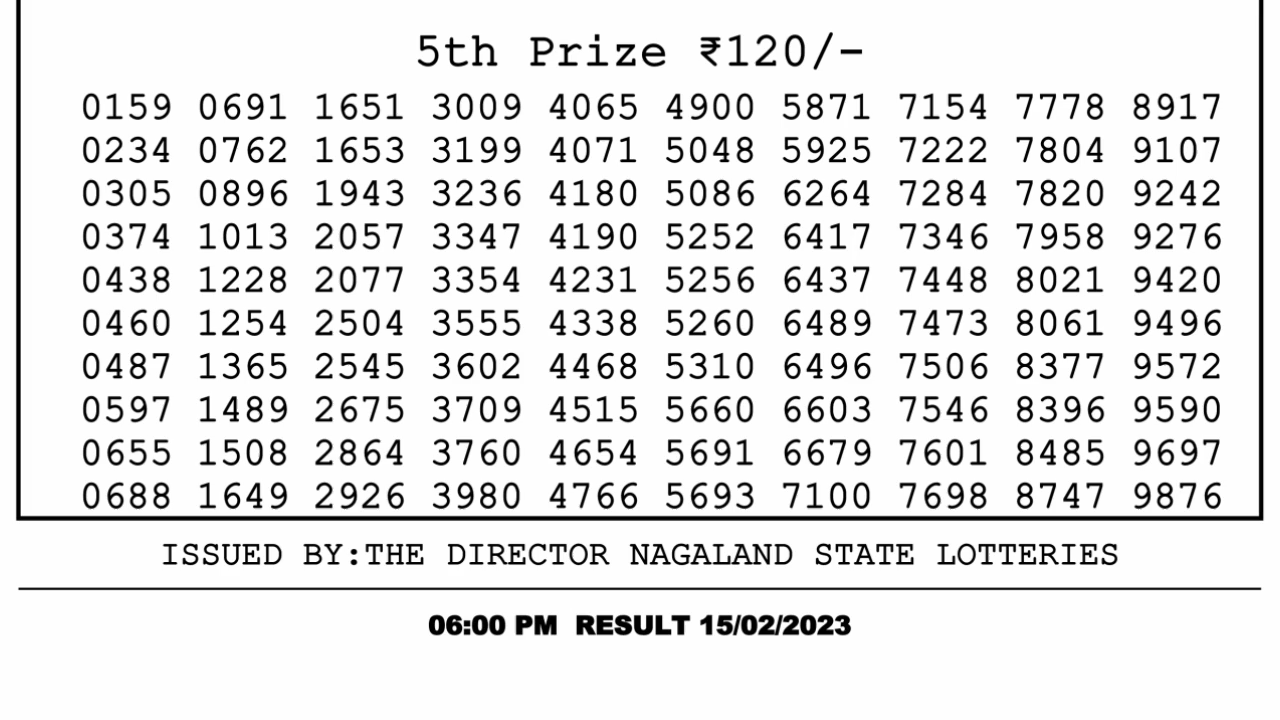 5th Prize ₹120/-
0159 0691 1651 3009 4065 4900 5871 7154 7778 8917
0234 0762 1653 3199 4071 5048 5925 7222 7804 9107
0305 0896 1943 3236 4180 5086 6264 7284 7820 9242
0374 1013 2057 3347 4190 5252 6417 7346 7958 9276
0438 1228 2077 3354 4231 5256 6437 7448 8021 9420
0460 1254 2504 3555 4338 5260 6489 7473 8061 9496
0487 1365 2545 3602 4468 5310 6496 7506 8377 9572
0597 1489 2675 3709 4515 5660 6603 7546 8396 9590
0655 1508 2864 3760 4654 5691 6679 7601 8485 9697
0688 1649 2926 3980 4766 5693 7100 7698 8747 9876
ISSUED BY:THE DIRECTOR NAGALAND STATE LOTTERIES
06:00 PM RESULT 15/02/2023